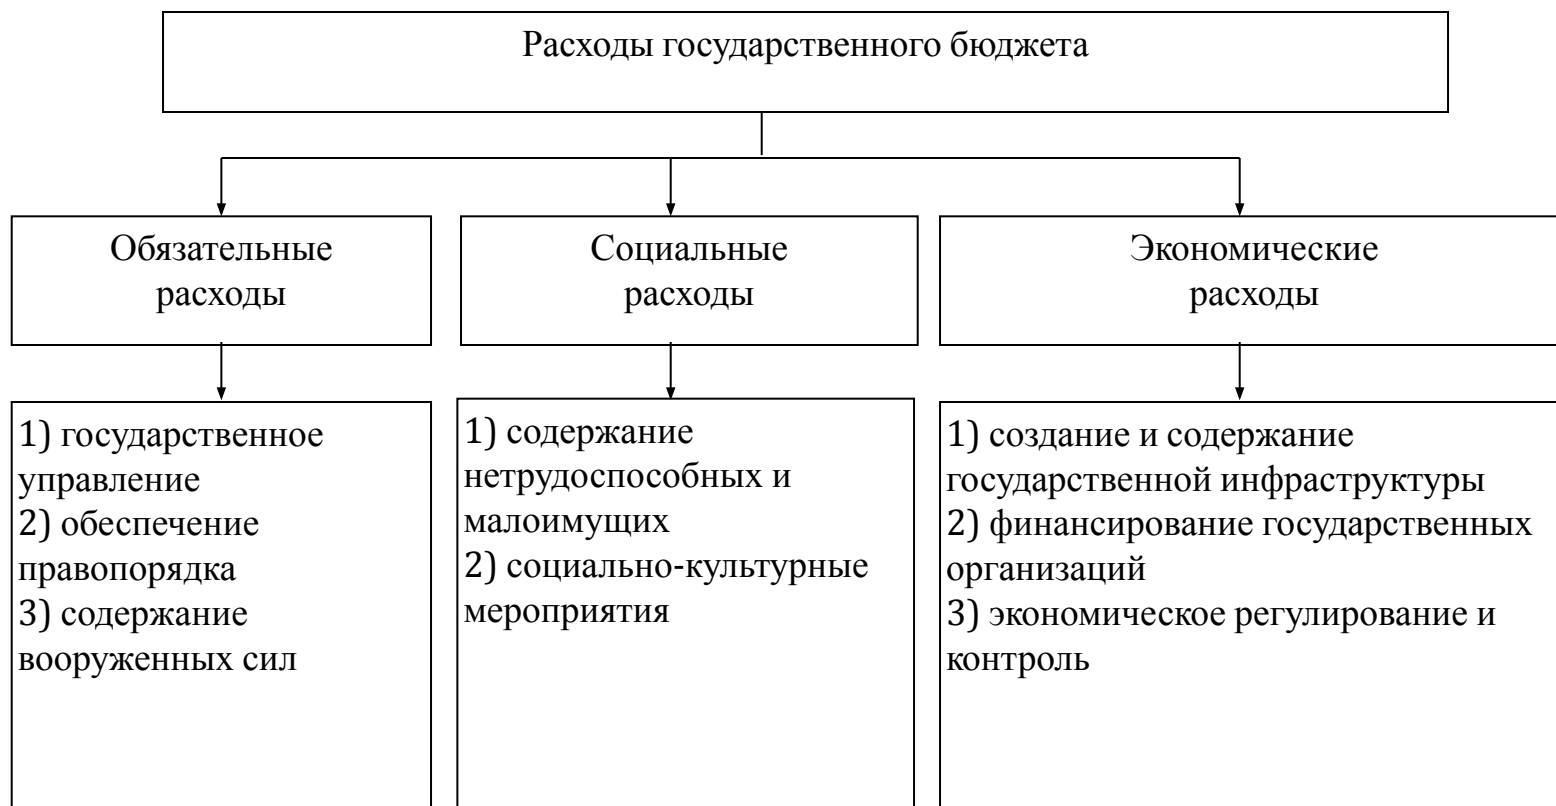 Расходы государственного бюджета
Обязательные
расходы
Социальные
расходы
Экономические
расходы
1) государственное
управление
2) обеспечение
правопорядка
3) содержание
вооруженных сил
1) содержание
нетрудоспособных и
малоимущих
2) социально-культурные
мероприятия
1) создание и содержание
государственной инфраструктуры
2) финансирование государственных
организаций
3) экономическое регулирование и
контроль